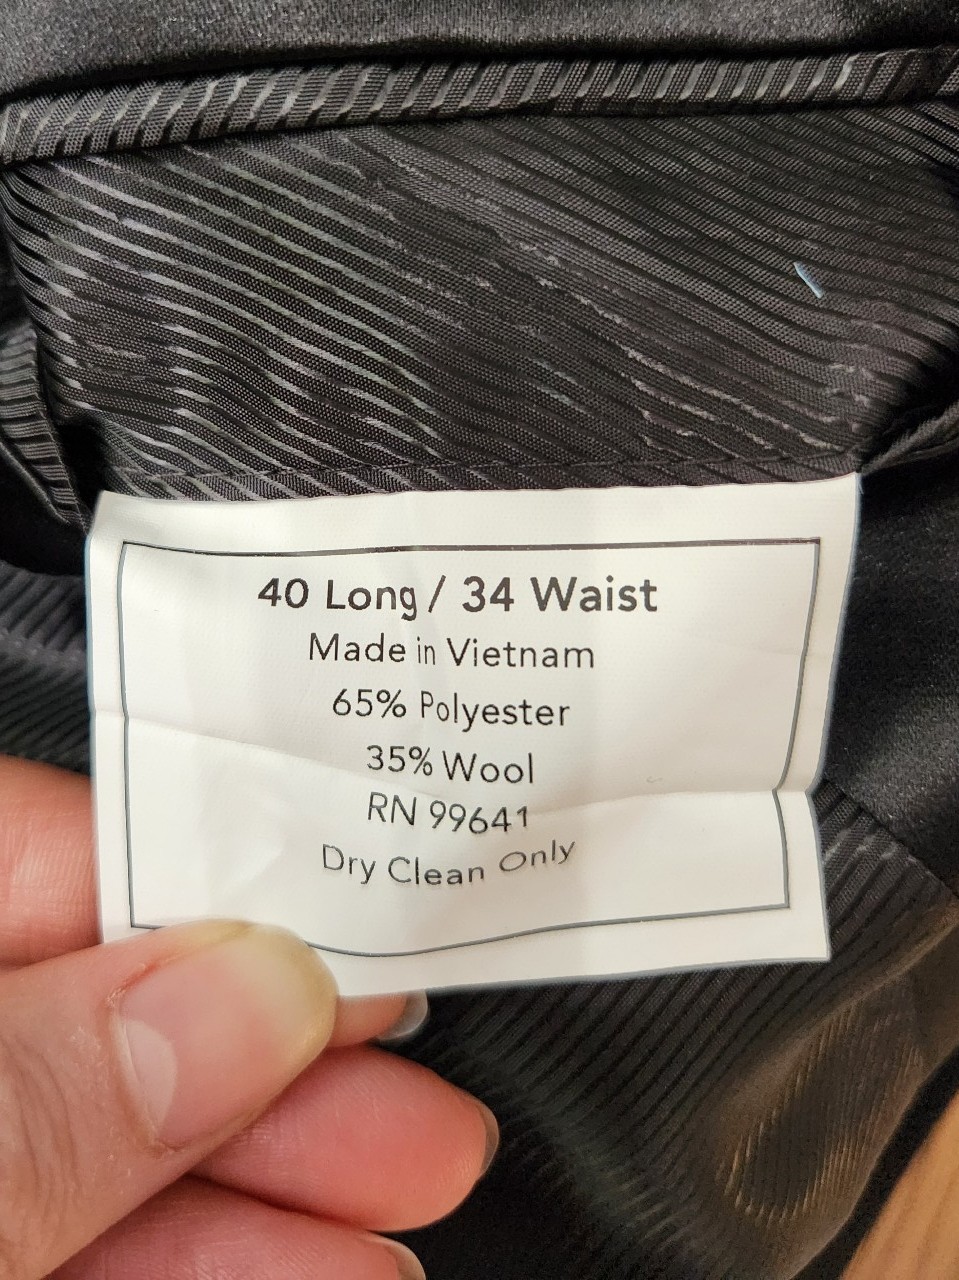 40 Long / 34 Waist
Made in Vietnam
65% Polyester
35% Wool
RN 99641
Dry Clean Only